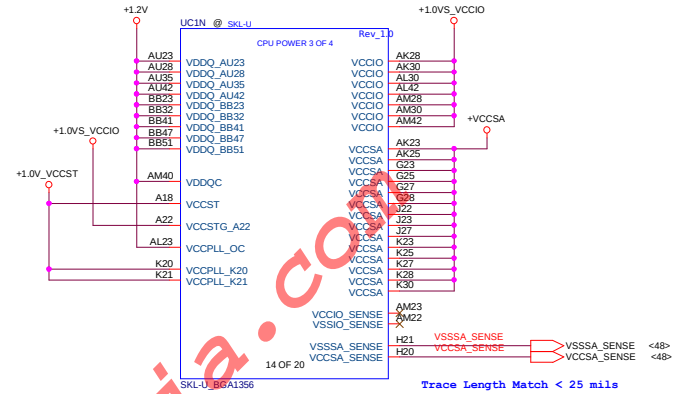 +1.2V
+1.0VS_VCCIO
UC1N @ SKL-U
Rev_1.0
CPU POWER 3 OF 4
AU23 VDDQ_AU23
AU28 VDDQ_AU28
AU35 VDDQ_AU35
AU42 VDDQ_AU42
BB23 VDDQ_BB23
BB32 VDDQ_BB32
BB41 VDDQ_BB41
BB47 VDDQ_BB47
BB51 VDDQ_BB51
VCCIO AK28
VCCIO AK30
VCCIO AL30
VCCIO AL42
VCCIO AM28
VCCIO AM30
VCCIO AM42
+1.0VS_VCCIO
+VCCSA
+1.0V_VCCST
AM40 VDDQC
A18 VCCST
A22 VCCSTG_A22
AL23 VCCPLL_OC
K20 VCCPLL_K20
K21 VCCPLL_K21
VCCSA AK23
VCCSA AK25
VCCSA G23
VCCSA G25
VCCSA G27
VCCSA G28
VCCSA J22
VCCSA J23
VCCSA J27
VCCSA K23
VCCSA K25
VCCSA K27
VCCSA K28
VCCSA K30
VCCIO_SENSE AM23
VSSIO_SENSE AM22
VSSSA_SENSE H21 VSSSA_SENSE VSSSA_SENSE <48>
VCCSA_SENSE H20 VCCSA_SENSE VCCSA_SENSE <48>
14 OF 20
SKL-U_BGA1356
Trace Length Match < 25 mils
ia.com